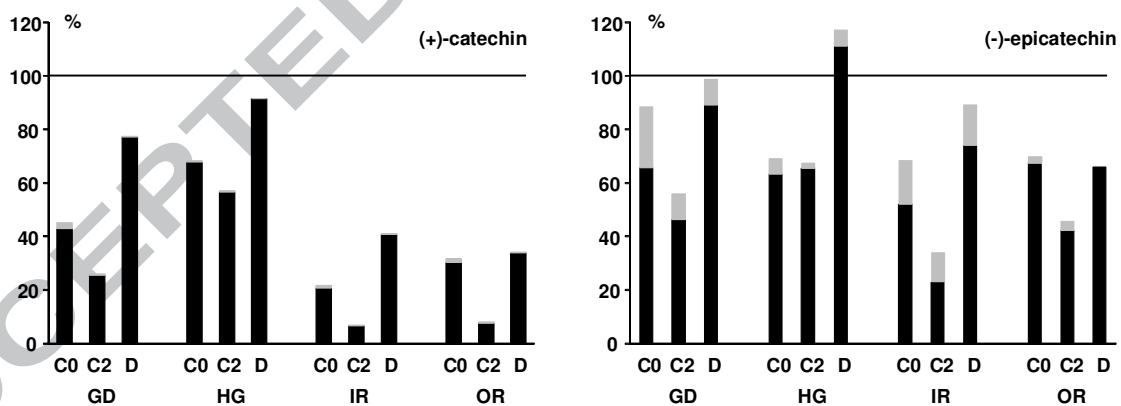 120 %
(+)-catechin
100
80
60
40
20
0
C0 C2 D C0 C2 D C0 C2 D C0 C2 D
GD HG IR OR
120 %
(-)-epicatechin
100
80
60
40
20
0
C0 C2 D C0 C2 D C0 C2 D C0 C2 D
GD HG IR OR
CEPTED